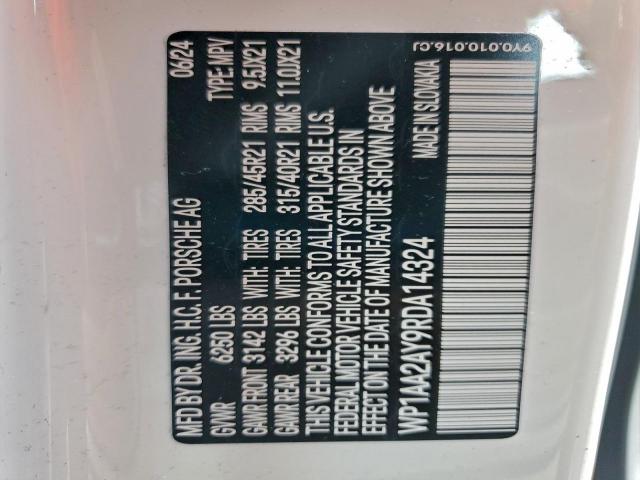 MFD BY DR. ING. H.C. F. PORSCHE AG 06/24
GVWR 6250 LBS TYPE: MPV
GAWR FRONT 3142 LBS WITH: TIRES 285/45R21 RIMS 9.5JX21
GAWR REAR 3296 LBS WITH: TIRES 315/40R21 RIMS 11.0JX21
THIS VEHICLE CONFORMS TO ALL APPLICABLE U.S.
FEDERAL MOTOR VEHICLE SAFETY STANDARDS IN
EFFECT ON THE DATE OF MANUFACTURE SHOWN ABOVE
WP1AA2AY9RDA14324 MADE IN SLOVAKIA
9Y0.010.016.CJ